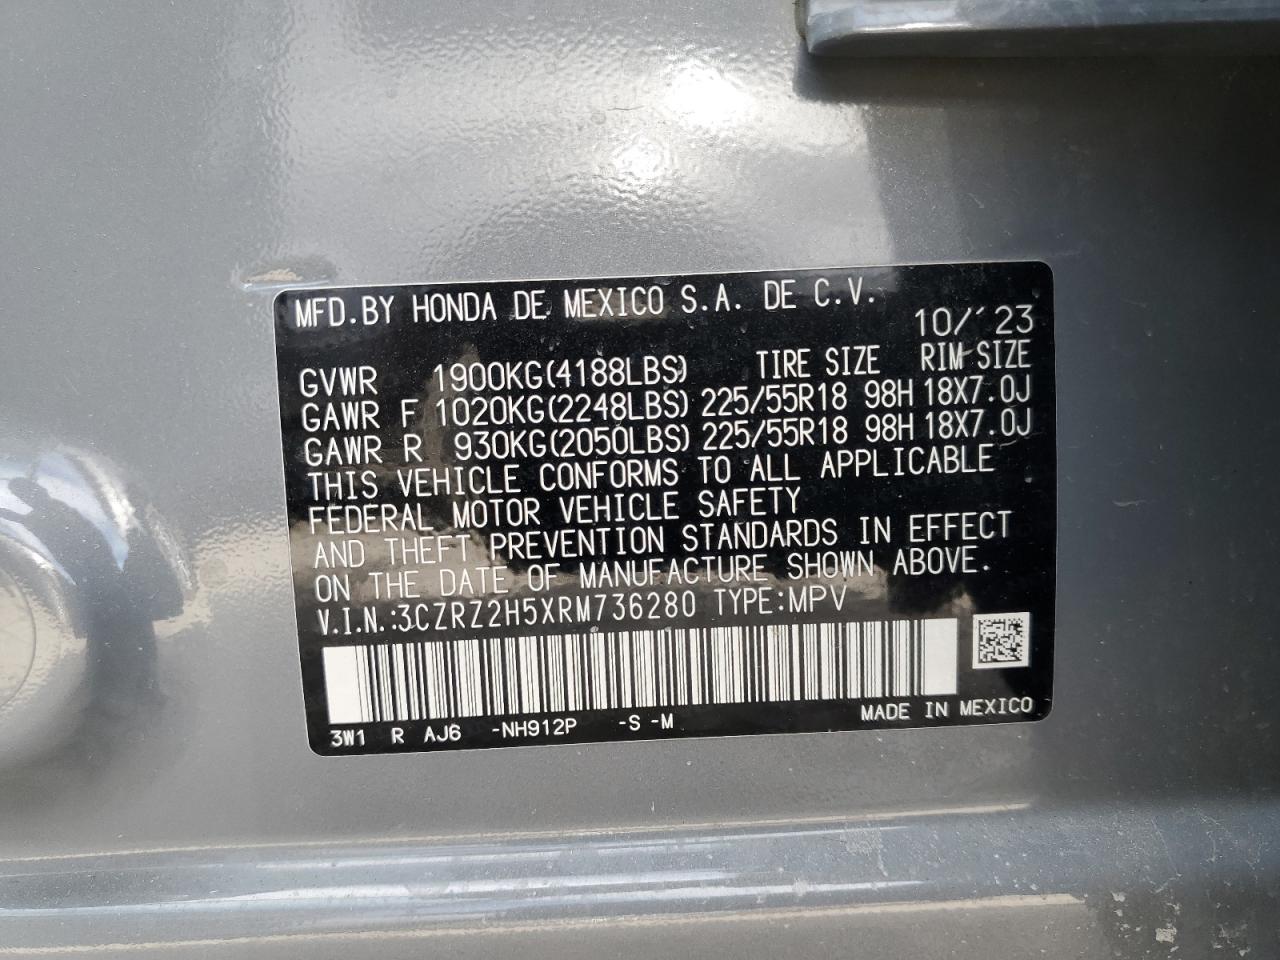 MFD.BY HONDA DE MEXICO S.A. DE C.V.
10/´23
GVWR 1900KG(4188LBS) TIRE SIZE RIM SIZE
GAWR F 1020KG(2248LBS) 225/55R18 98H 18X7.0J
GAWR R 930KG(2050LBS) 225/55R18 98H 18X7.0J
THIS VEHICLE CONFORMS TO ALL APPLICABLE
FEDERAL MOTOR VEHICLE SAFETY
AND THEFT PREVENTION STANDARDS IN EFFECT
ON THE DATE OF MANUFACTURE SHOWN ABOVE.
V.I.N.:3CZRZ2H5XRM736280 TYPE:MPV
3W1 R AJ6 -NH912P -S -M MADE IN MEXICO